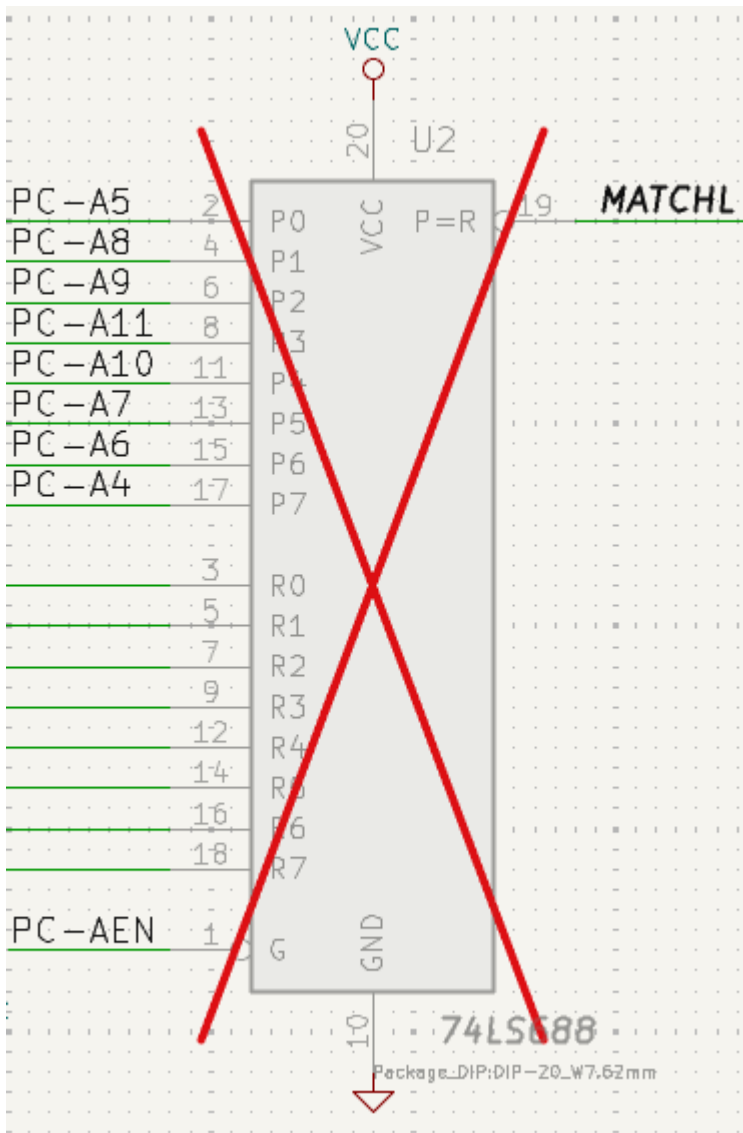 VCC
20
U2
PC-A5 2 P0 VCC P=R 19 MATCHL
PC-A8 4 P1
PC-A9 6 P2
PC-A11 8 P3
PC-A10 11 P4
PC-A7 13 P5
PC-A6 15 P6
PC-A4 17 P7
3 R0
5 R1
7 R2
9 R3
12 R4
14 R5
16 R6
18 R7
PC-AEN 1 G GND
10
74LS688
Package_DIP:DIP-20_W7.62mm